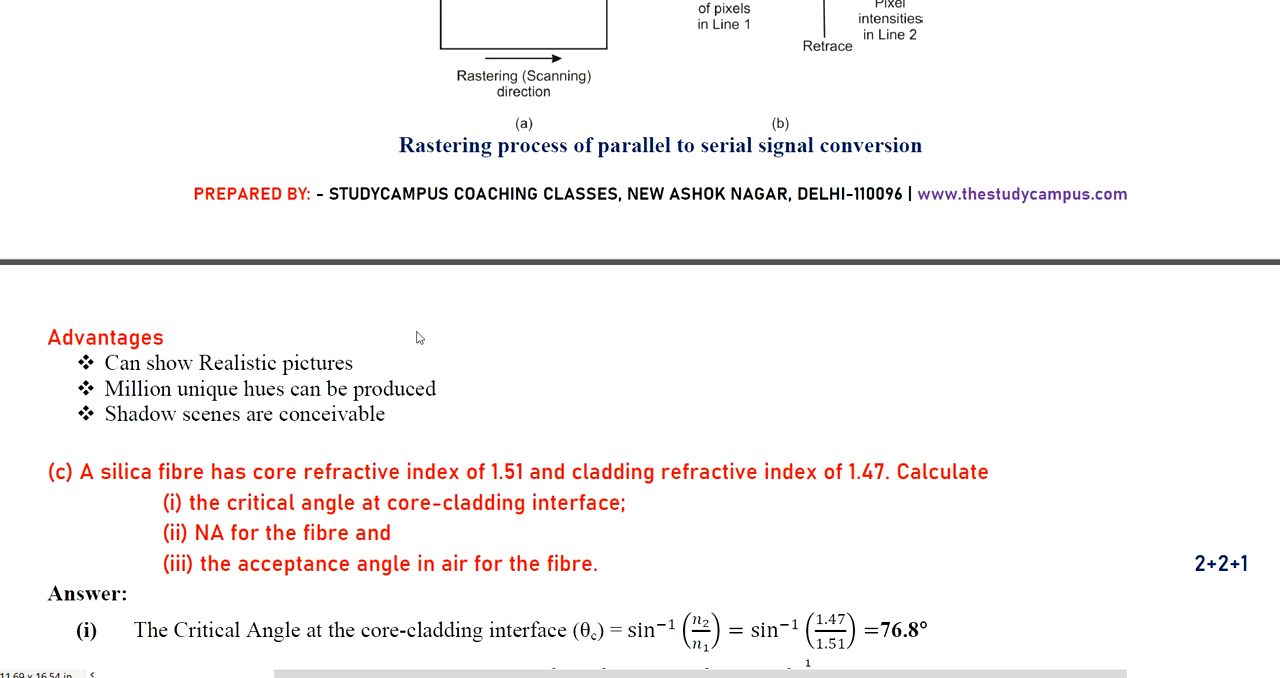 of pixels
in Line 1
Pixel
intensities
in Line 2
Retrace
Rastering (Scanning)
direction
(a)
(b)
Rastering process of parallel to serial signal conversion
PREPARED BY: - STUDYCAMPUS COACHING CLASSES, NEW ASHOK NAGAR, DELHI-110096 | www.thestudycampus.com
Advantages
❖ Can show Realistic pictures
❖ Million unique hues can be produced
❖ Shadow scenes are conceivable
(c) A silica fibre has core refractive index of 1.51 and cladding refractive index of 1.47. Calculate
(i) the critical angle at core-cladding interface;
(ii) NA for the fibre and
(iii) the acceptance angle in air for the fibre. 2+2+1
Answer:
(i) The Critical Angle at the core-cladding interface (θc) = sin⁻¹ (n₂/n₁) = sin⁻¹ (1.47/1.51) =76.8°
1
11.69 x 16.54 in